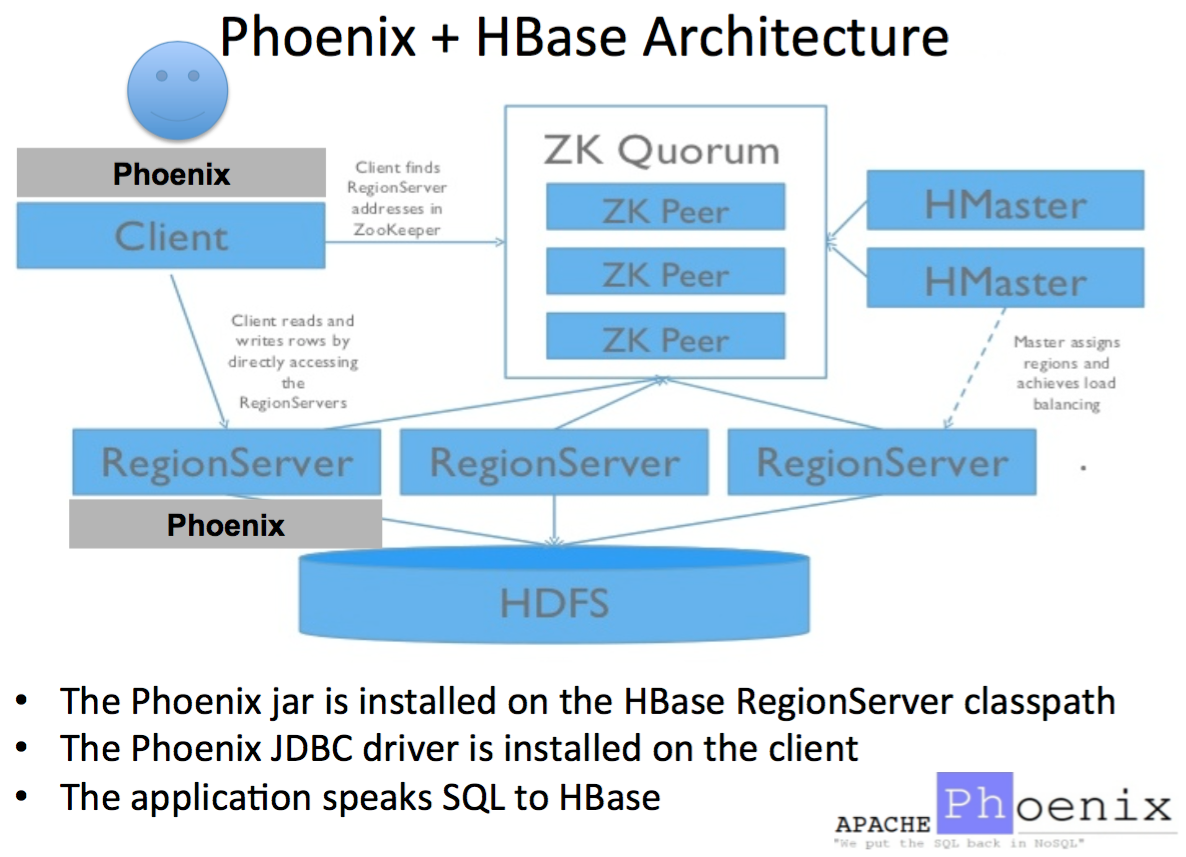 Phoenix + HBase Architecture
Phoenix
Client
Client finds
RegionServer
addresses in
ZooKeeper
ZK Quorum
ZK Peer
ZK Peer
ZK Peer
HMaster
HMaster
Client reads and
writes rows by
directly accessing
the
RegionServers
Master assigns
regions and
achieves load
balancing
RegionServer
RegionServer
RegionServer
.
Phoenix
HDFS
• The Phoenix jar is installed on the HBase RegionServer classpath
• The Phoenix JDBC driver is installed on the client
• The application speaks SQL to HBase
APACHE Phoenix
"We put the SQL back in NoSQL"